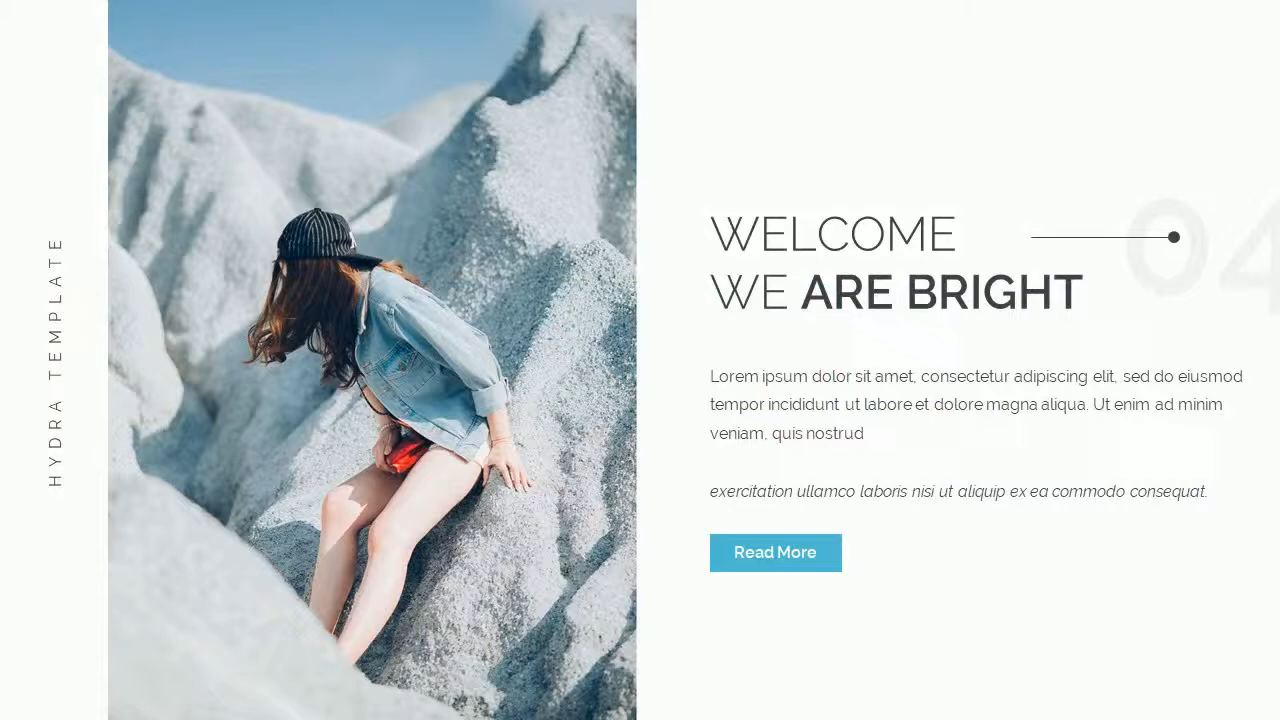 HYDRA TEMPLATE
04
WELCOME
WE ARE BRIGHT
Lorem ipsum dolor sit amet, consectetur adipiscing elit, sed do eiusmod
tempor incididunt ut labore et dolore magna aliqua. Ut enim ad minim
veniam, quis nostrud
exercitation ullamco laboris nisi ut aliquip ex ea commodo consequat.
Read More